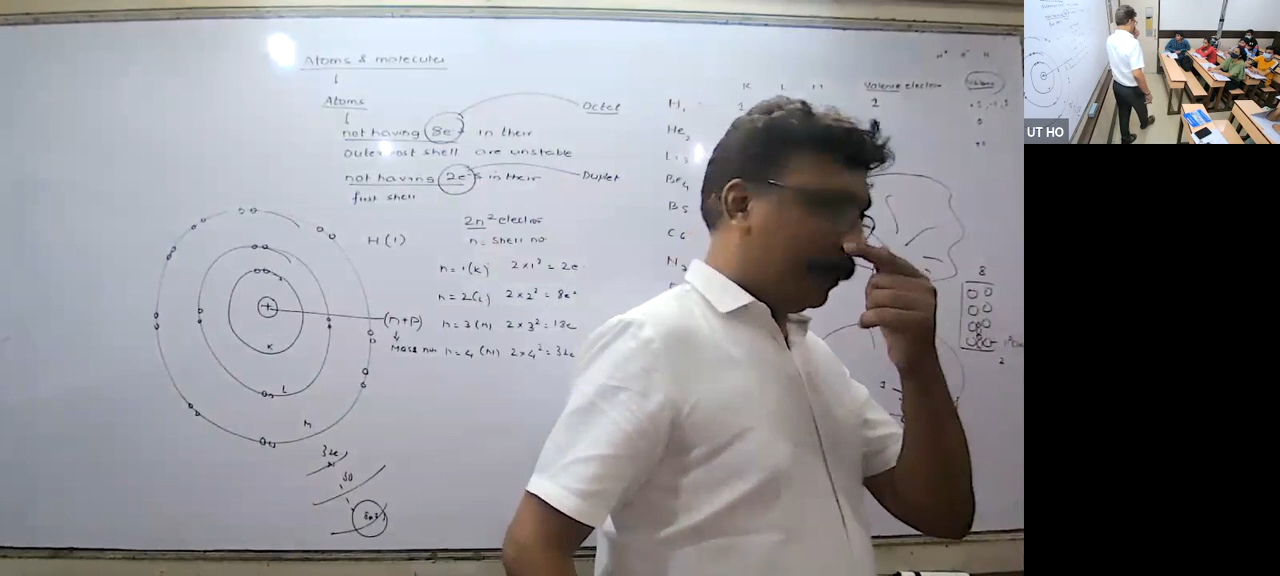 Atoms & molecules
Atoms
not having 8e⁻ in their
outermost shell are unstable
Octet
not having 2e⁻s in their
first shell
Duplet
2n² electron
n = shell no
n = 1(K) 2×1² = 2e⁻
n = 2(L) 2×2² = 8e⁻
n = 3(M) 2×3² = 18e
n = 4(N) 2×4² = 32e
H(1)
+
(n+p)
Mass no
K
L
M
32e
K L M Valence electron
H₁ 1 1
He₂
Li₃
Be₄
B₅
C₆
N₇
8
2
UT HO